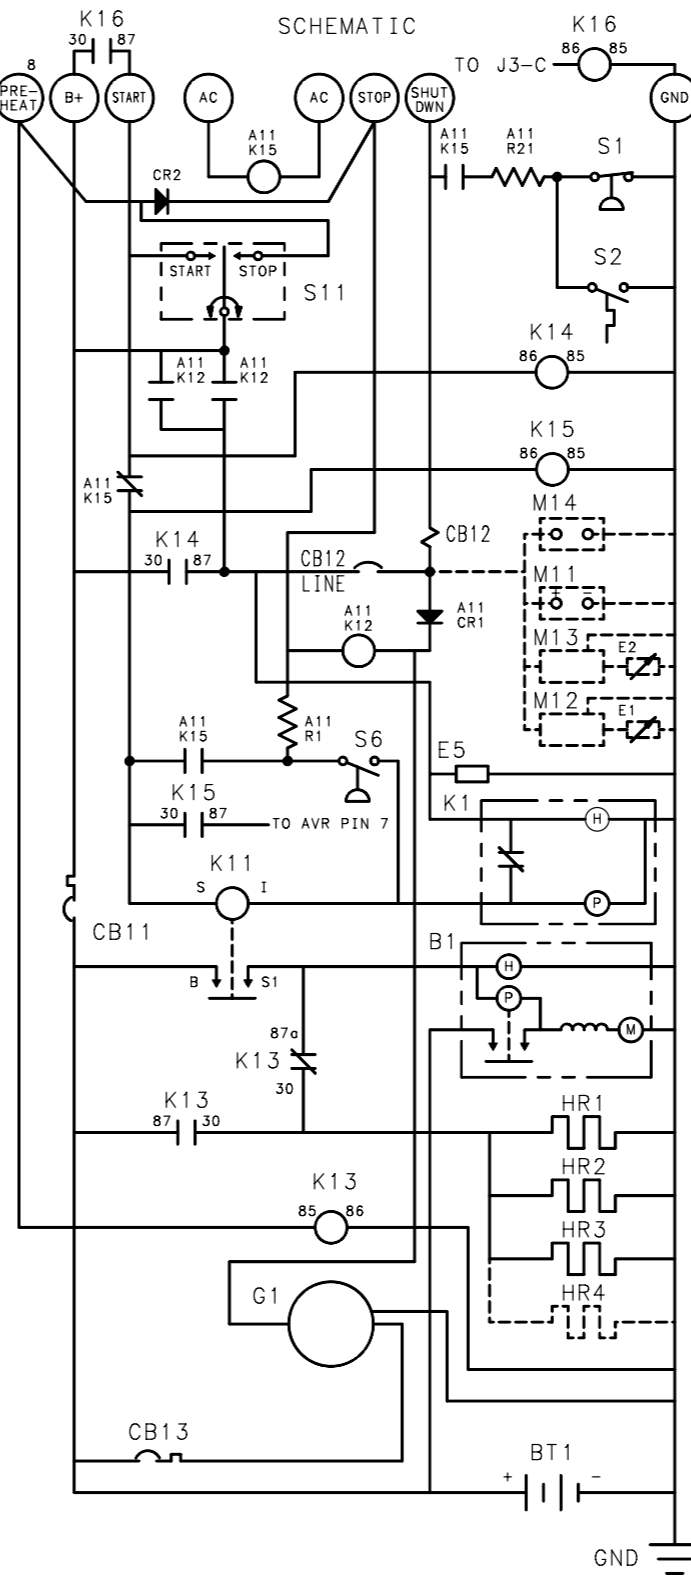 K16
30 87
SCHEMATIC
K16
86 85
TO J3-C
8
PRE-
HEAT
B+
START
AC
AC
STOP
SHUT
DWN
GND
A11
K15
A11
K15
A11
R21
S1
CR2
S2
START
STOP
S11
K14
86 85
A11
K12
A11
K12
K15
86 85
A11
K15
M14
K14
30 87
CB12
CB12
LINE
M11
+ -
A11
K12
A11
CR1
M13
E2
M12
E1
A11
K15
A11
R1
S6
E5
K15
30 87
TO AVR PIN 7
K1
H
K11
S I
P
CB11
B1
B S1
H
P
M
87a
K13
30
K13
87 30
HR1
HR2
K13
85 86
HR3
G1
HR4
CB13
BT1
+ -
GND